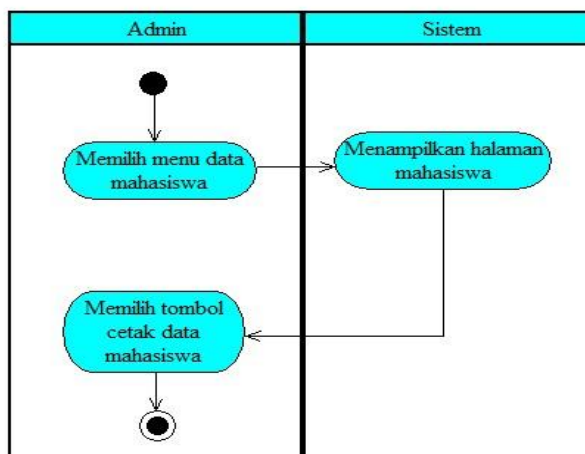 Admin
Sistem
Memilih menu data
mahasiswa
Menampilkan halaman
mahasiswa
Memilih tombol
cetak data
mahasiswa